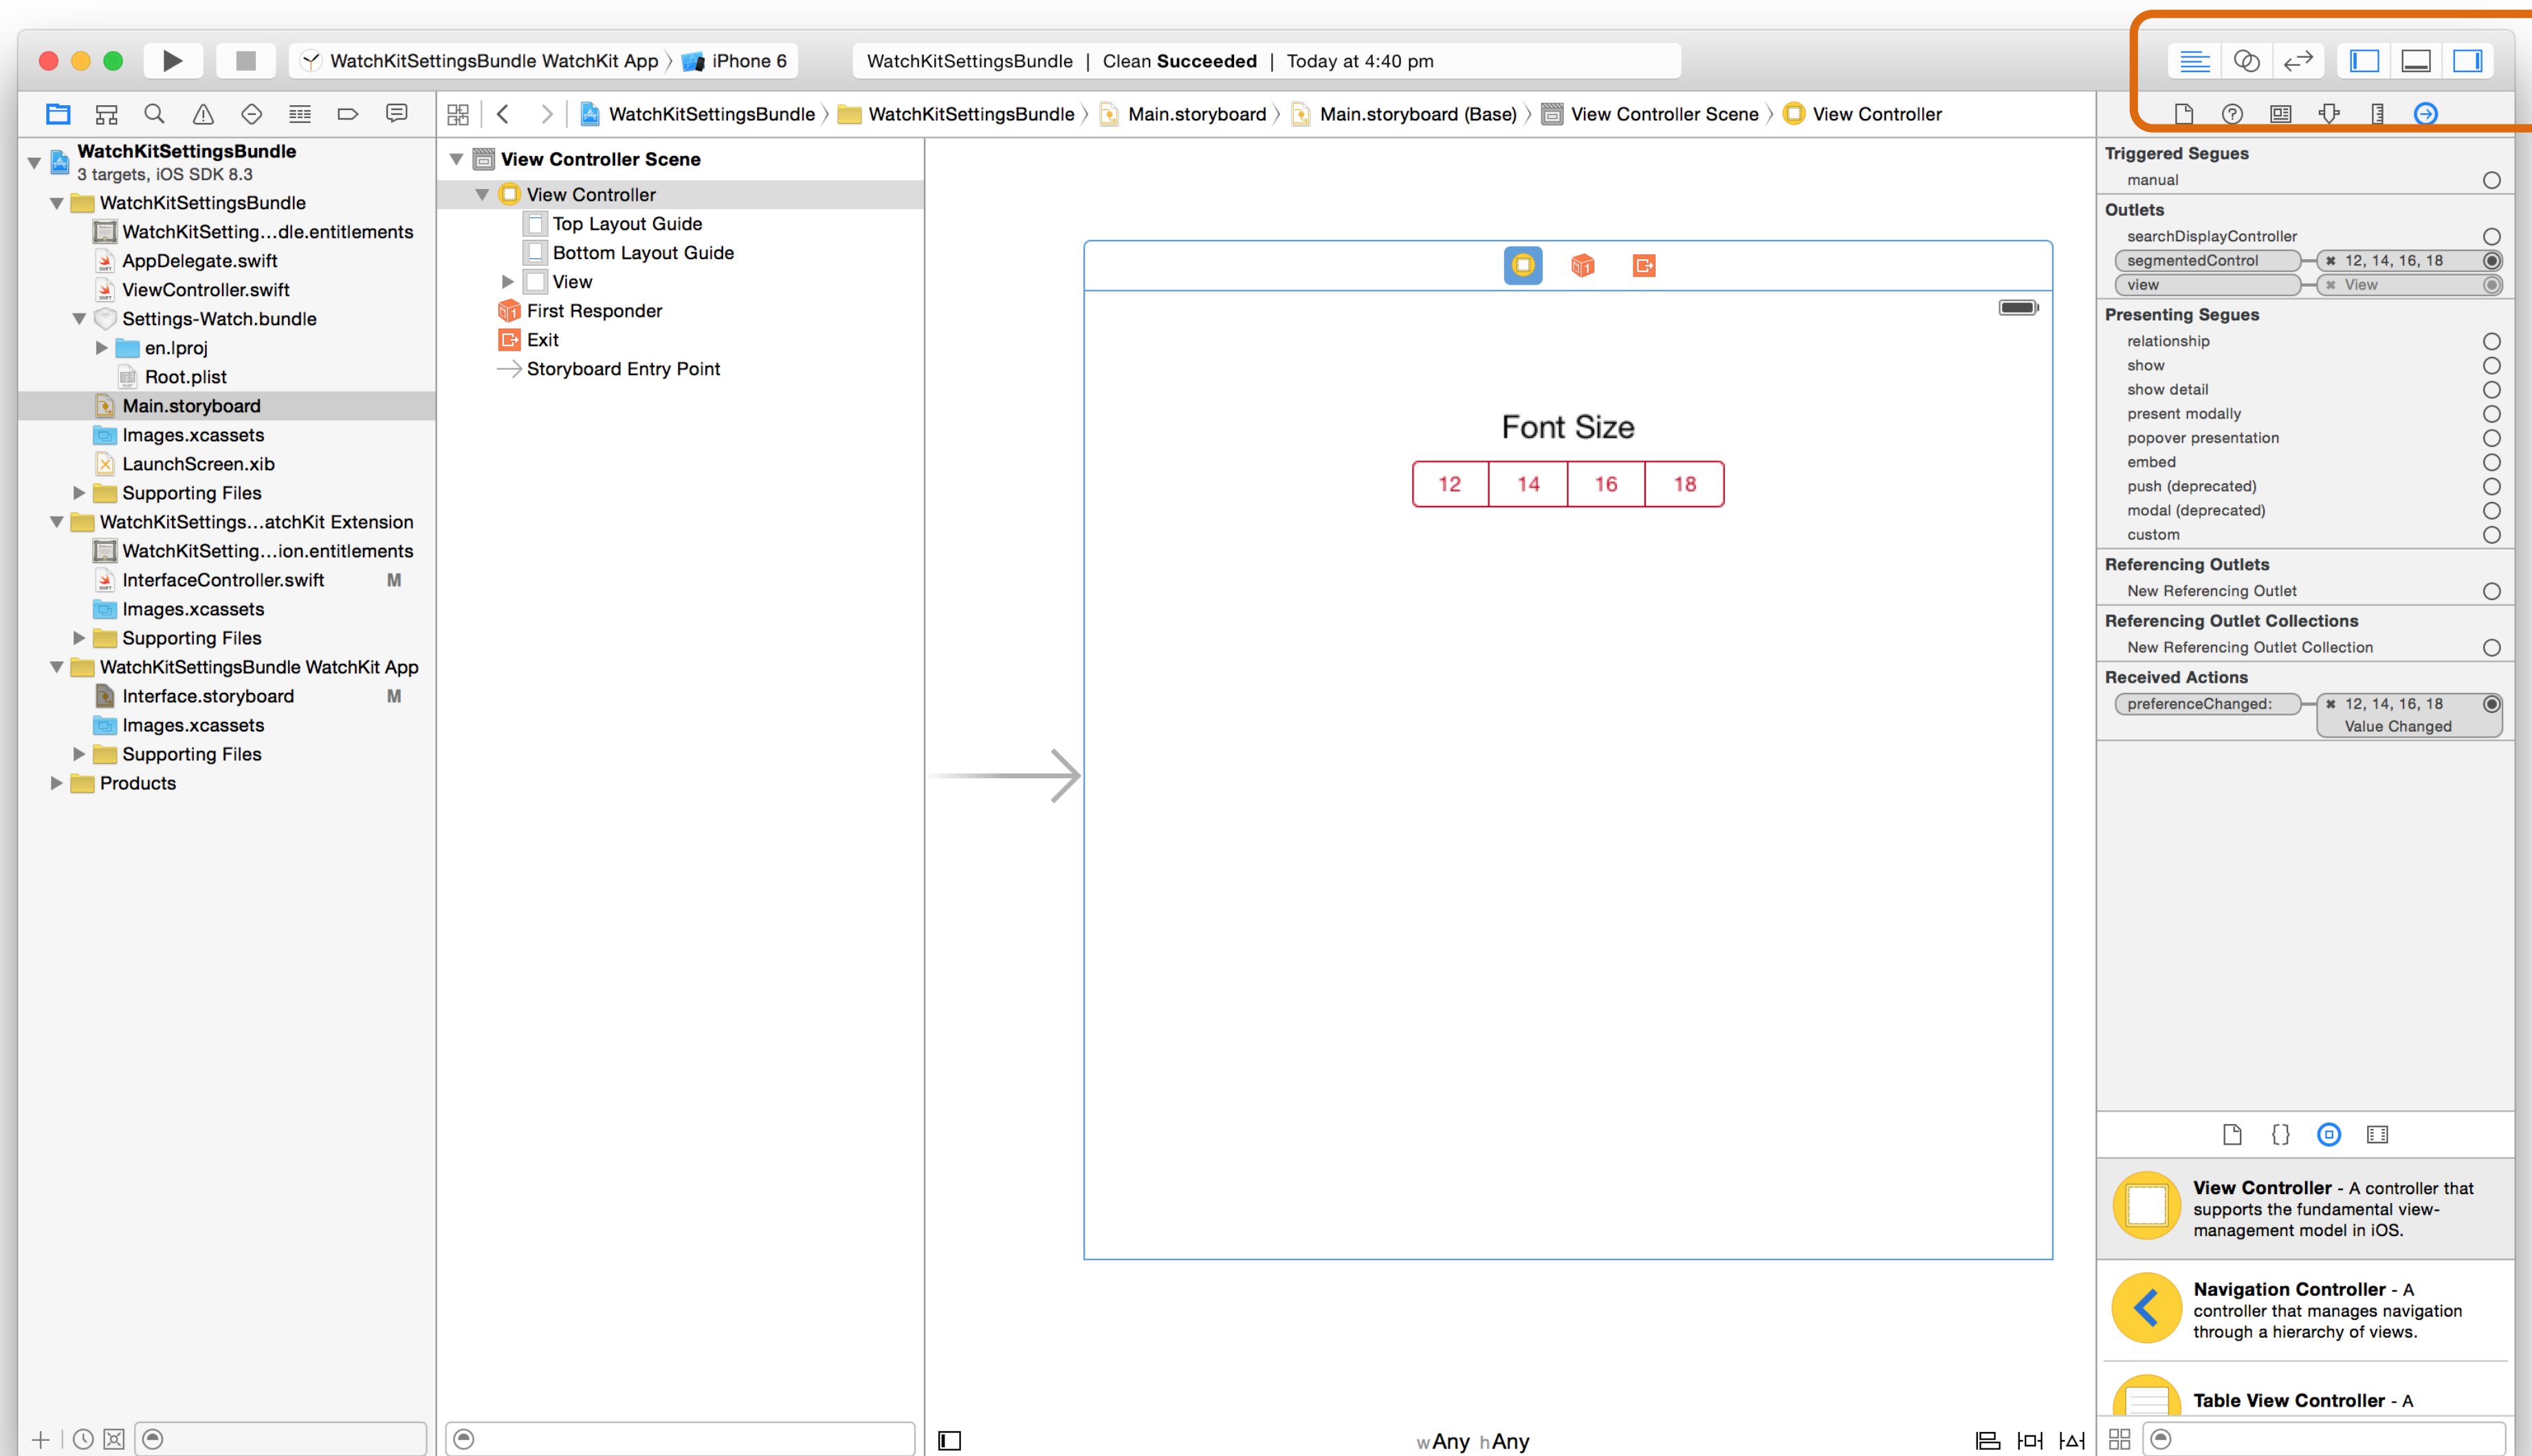 WatchKitSettingsBundle WatchKit App
iPhone 6
WatchKitSettingsBundle | Clean Succeeded | Today at 4:40 pm
WatchKitSettingsBundle
WatchKitSettingsBundle
Main.storyboard
Main.storyboard (Base)
View Controller Scene
View Controller
WatchKitSettingsBundle
3 targets, iOS SDK 8.3
WatchKitSettingsBundle
WatchKitSetting...dle.entitlements
AppDelegate.swift
ViewController.swift
Settings-Watch.bundle
en.lproj
Root.plist
Main.storyboard
Images.xcassets
LaunchScreen.xib
Supporting Files
WatchKitSettings...atchKit Extension
WatchKitSetting...ion.entitlements
InterfaceController.swift M
Images.xcassets
Supporting Files
WatchKitSettingsBundle WatchKit App
Interface.storyboard M
Images.xcassets
Supporting Files
Products
View Controller Scene
View Controller
Top Layout Guide
Bottom Layout Guide
View
First Responder
Exit
Storyboard Entry Point
Font Size
12 14 16 18
wAny hAny
Triggered Segues
manual
Outlets
searchDisplayController
segmentedControl 12, 14, 16, 18
view View
Presenting Segues
relationship
show
show detail
present modally
popover presentation
embed
push (deprecated)
modal (deprecated)
custom
Referencing Outlets
New Referencing Outlet
Referencing Outlet Collections
New Referencing Outlet Collection
Received Actions
preferenceChanged: 12, 14, 16, 18
Value Changed
View Controller - A controller that
supports the fundamental view-
management model in iOS.
Navigation Controller - A
controller that manages navigation
through a hierarchy of views.
Table View Controller - A